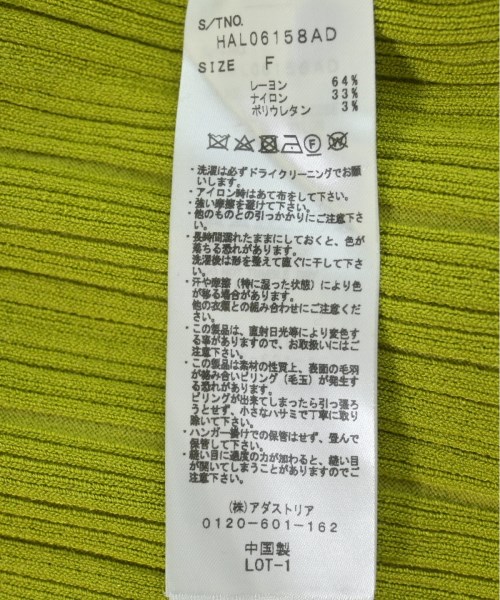 S/TNO.
HAL06158AD
SIZE F
レーヨン 64%
ナイロン 33%
ポリウレタン 3%
・洗濯は必ずドライクリーニングでお願
いします。
・アイロン時はあて布をして下さい。
・強い摩擦を避けて下さい。
・他のものとの引っかかりにご注意下さ
い。
・長時間濡れたままにしておくと、色が
落ちる恐れがあります。
洗濯後は形を整えて直ぐに干して下さ
い。
・汗や摩擦（特に湿った状態）により色
が移る場合があります。
他の衣類との組み合わせにご注意くだ
さい。
・この製品は、直射日光等により変色す
る事がありますので、お取扱いにはご
注意下さい。
・この製品は素材の性質上、表面の毛羽
が絡み合いピリング（毛玉）が発生す
る恐れがあります。
ピリングが出来てしまったら引っ張ろ
うとせず、小さなハサミで丁寧に取り
除いて下さい。
・ハンガー掛けでの保管はせず、畳んで
保管して下さい。
・縫い目に過度の力が加わると、縫い目
が開いてしまうことがありますのでご
注意下さい。
(株)アダストリア
0120-601-162
中国製
LOT-1